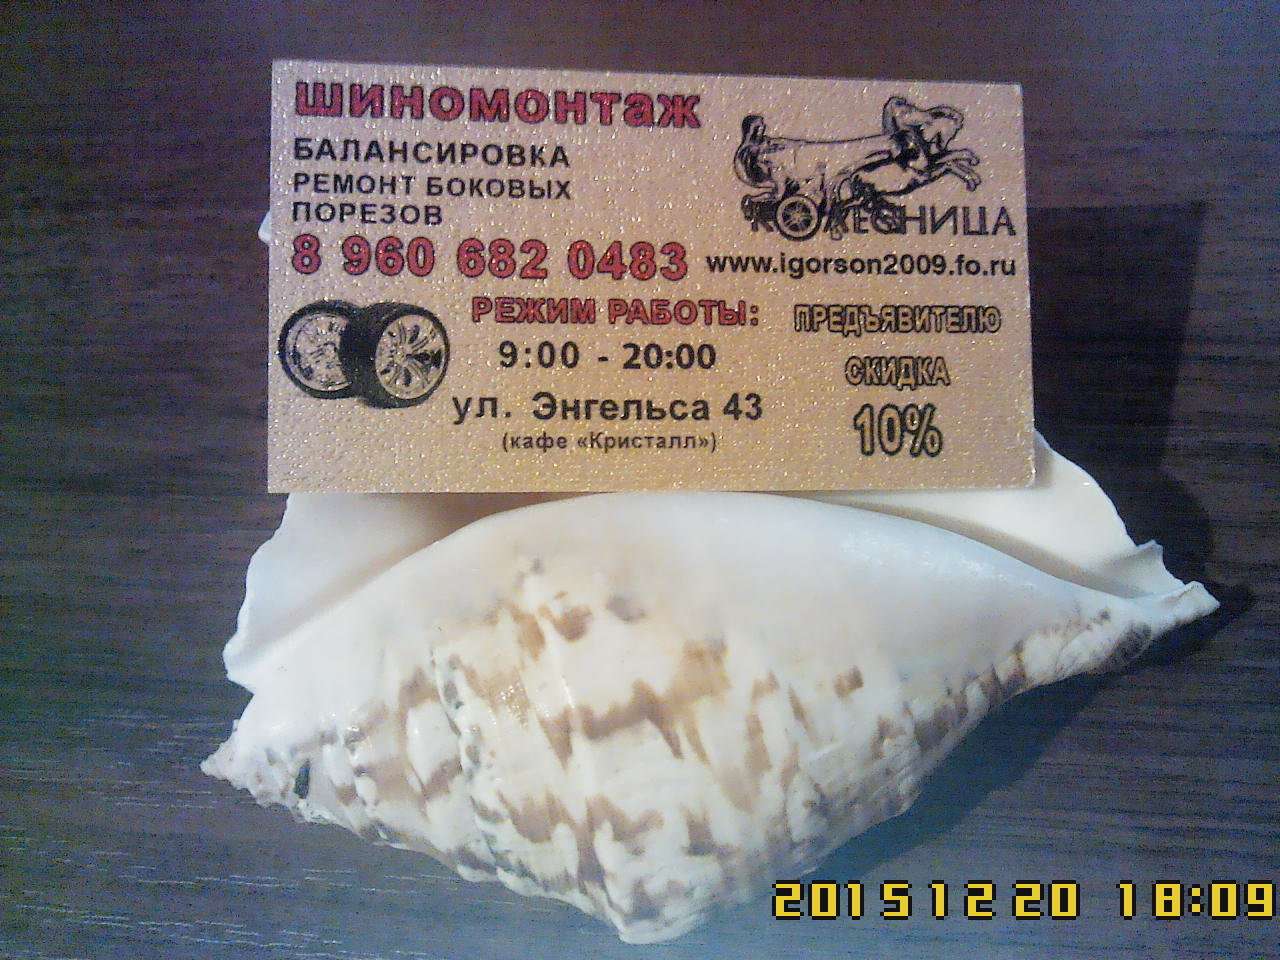 ШИНОМОНТАЖ
БАЛАНСИРОВКА
РЕМОНТ БОКОВЫХ
ПОРЕЗОВ
8 960 682 0483
КОЛЕСНИЦА
www.igorson2009.fo.ru
РЕЖИМ РАБОТЫ:
9:00 - 20:00
ул. Энгельса 43
(кафе «Кристалл»)
ПРЕДЪЯВИТЕЛЮ
СКИДКА
10%
2015 12 20 18:09